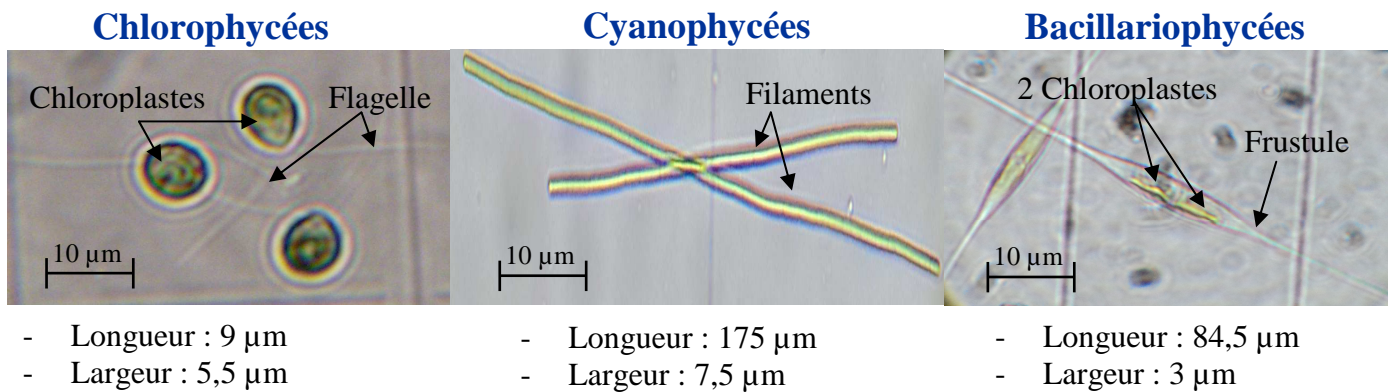 Chlorophycées
Chloroplastes
Flagelle
10 µm
- Longueur : 9 µm
- Largeur : 5,5 µm
Cyanophycées
Filaments
10 µm
- Longueur : 175 µm
- Largeur : 7,5 µm
Bacillariophycées
2 Chloroplastes
Frustule
10 µm
- Longueur : 84,5 µm
- Largeur : 3 µm